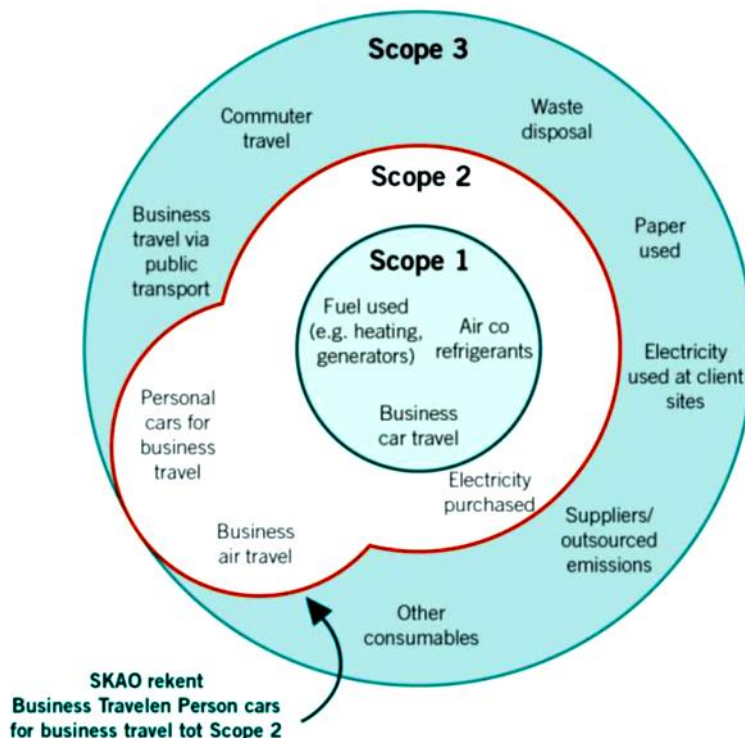 Scope 3
Commuter
travel
Waste
disposal
Scope 2
Business
travel via
public
transport
Paper
used
Scope 1
Fuel used
(e.g. heating,
generators)
Air co
refrigerants
Electricity
used at client
sites
Personal
cars for
business
travel
Business
car travel
Electricity
purchased
Business
air travel
Suppliers/
outsourced
emissions
Other
consumables
SKAO rekent
Business Travelen Person cars
for business travel tot Scope 2